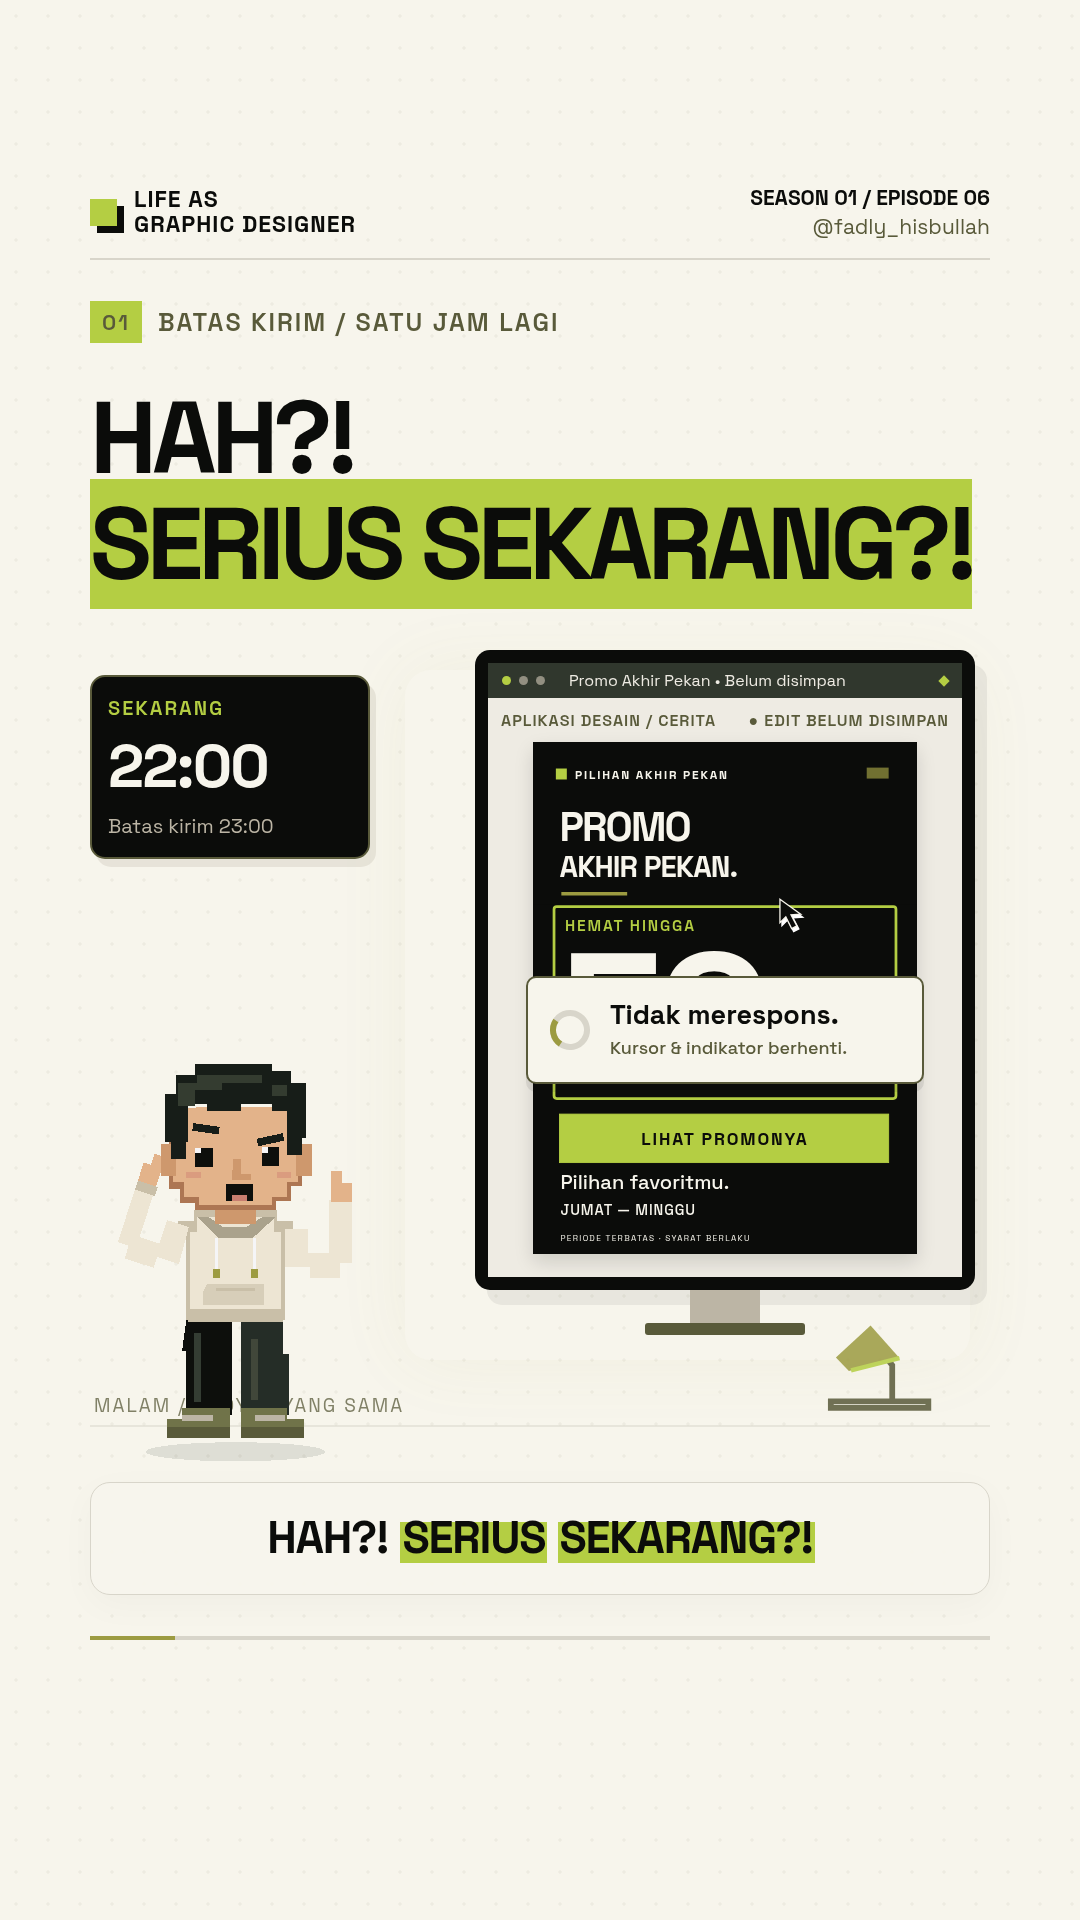 LIFE AS
GRAPHIC DESIGNER
SEASON 01 / EPISODE 06
@fadly_hisbullah
01 BATAS KIRIM / SATU JAM LAGI
HAH?!
SERIUS SEKARANG?!
SEKARANG
22:00
Batas kirim 23:00
Promo Akhir Pekan • Belum disimpan
APLIKASI DESAIN / CERITA
● EDIT BELUM DISIMPAN
PILIHAN AKHIR PEKAN
PROMO
AKHIR PEKAN.
HEMAT HINGGA
Tidak merespons.
Kursor & indikator berhenti.
LIHAT PROMONYA
Pilihan favoritmu.
JUMAT — MINGGU
PERIODE TERBATAS · SYARAT BERLAKU
MALAM / YANG SAMA
HAH?! SERIUS SEKARANG?!